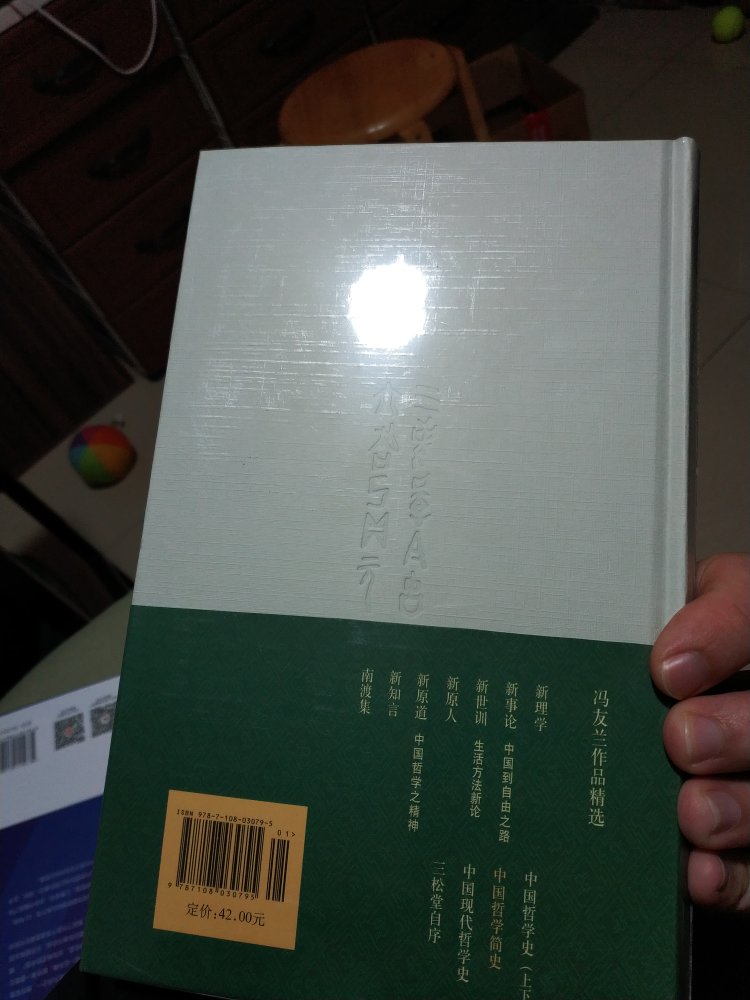 冯友兰作品精选
新理学
新事论 中国到自由之路
新世训 生活方法新论
新原人
新原道 中国哲学之精神
新知言
南渡集
中国哲学史（上下
中国哲学简史
中国现代哲学史
三松堂自序
ISBN 978-7-108-03079-5
01>
9 787108 030795
定价:42.00元